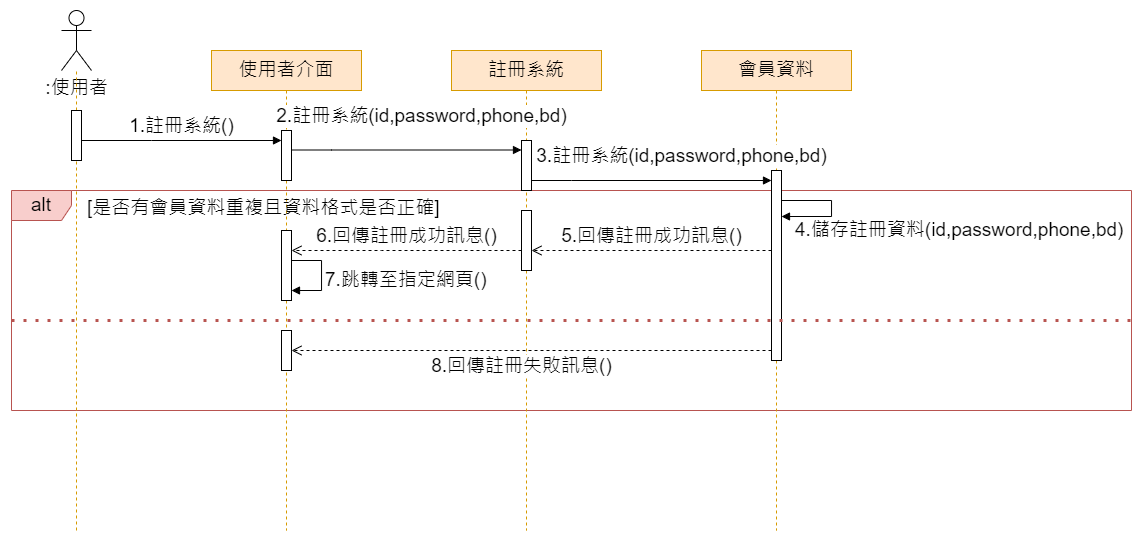 :使用者
使用者介面
註冊系統
會員資料
1.註冊系統()
2.註冊系統(id,password,phone,bd)
3.註冊系統(id,password,phone,bd)
alt
[是否有會員資料重複且資料格式是否正確]
4.儲存註冊資料(id,password,phone,bd)
5.回傳註冊成功訊息()
6.回傳註冊成功訊息()
7.跳轉至指定網頁()
8.回傳註冊失敗訊息()